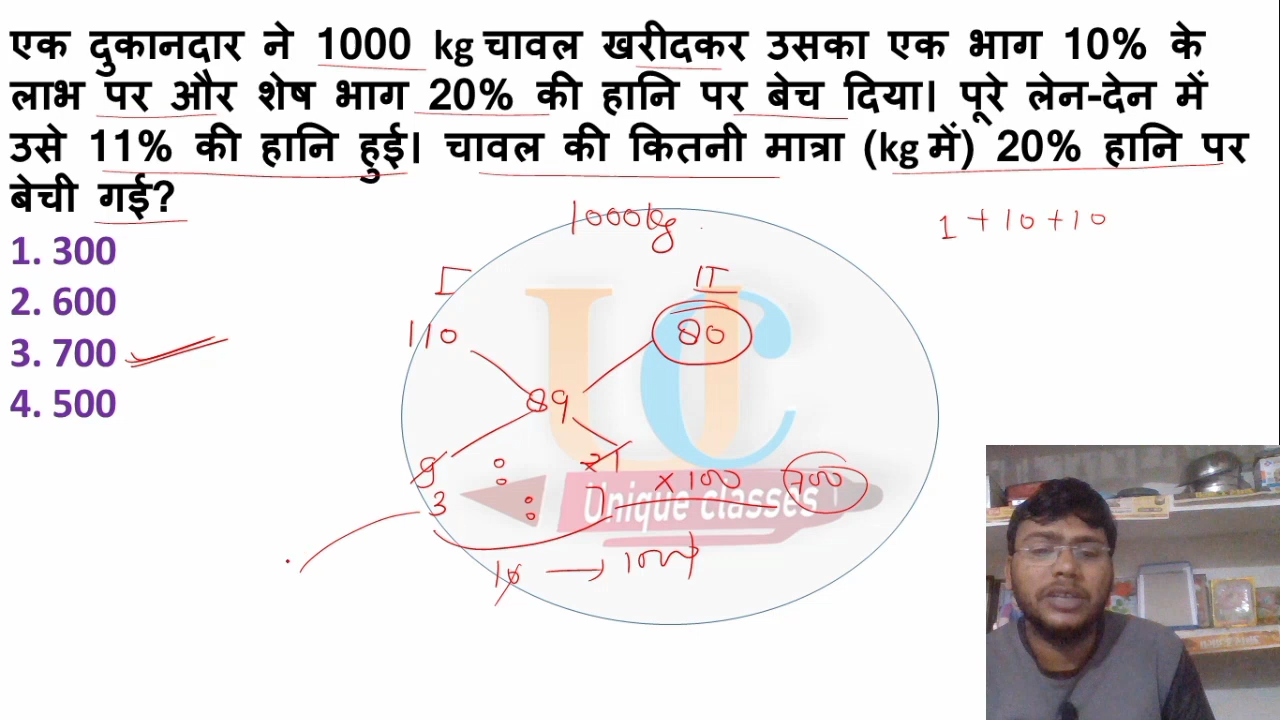 एक दुकानदार ने 1000 kg चावल खरीदकर उसका एक भाग 10% के
लाभ पर और शेष भाग 20% की हानि पर बेच दिया। पूरे लेन-देन में
उसे 11% की हानि हुई। चावल की कितनी मात्रा (kg में) 20% हानि पर
बेची गई?
1. 300
2. 600
3. 700
4. 500
1000kg
1 + 10 + 10
I
II
110
80
89
9 : 21
3 : 7 × 100 700
10 → 1000
Unique classes
UC